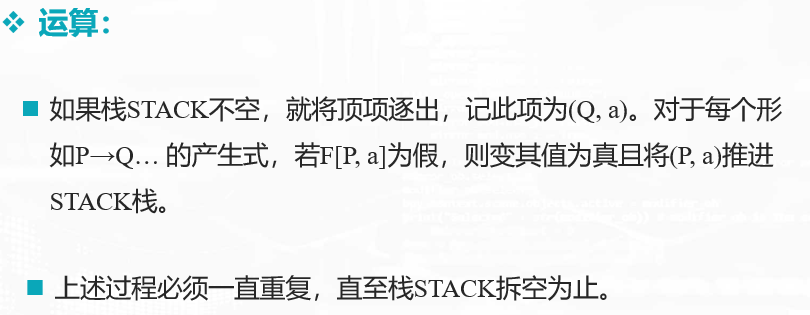 ❖ 运算：
■ 如果栈STACK不空，就将顶项逐出，记此项为(Q, a)。对于每个形
如P→Q… 的产生式，若F[P, a]为假，则变其值为真且将(P, a)推进
STACK栈。
■ 上述过程必须一直重复，直至栈STACK拆空为止。